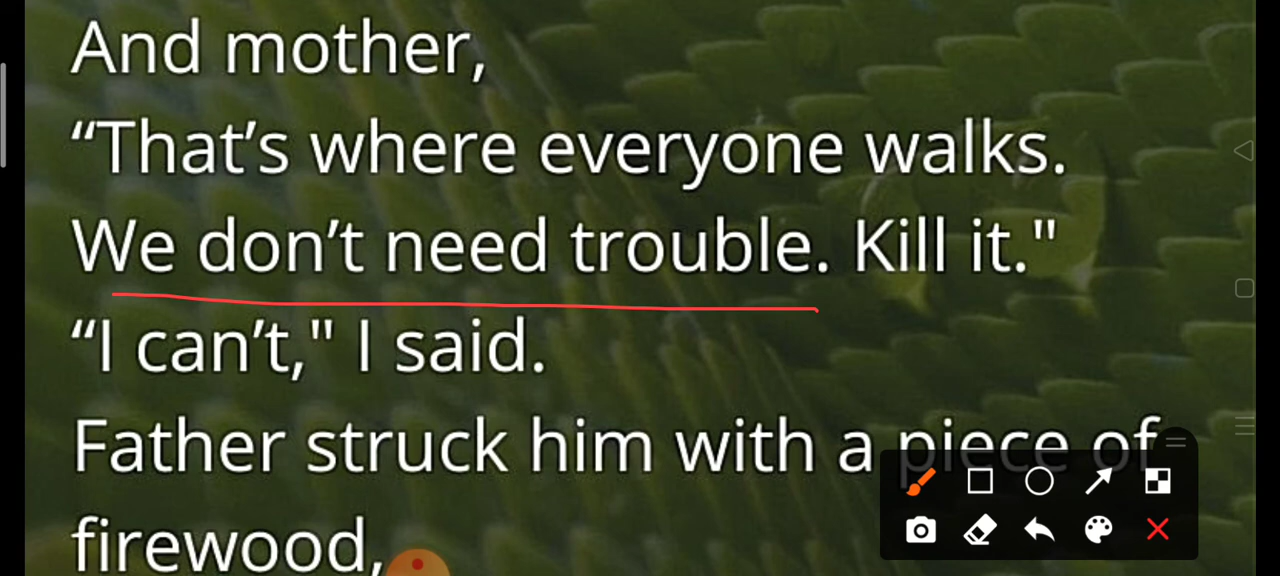 And mother,
“That’s where everyone walks.
We don’t need trouble. Kill it."
“I can’t," I said.
Father struck him with a piece of
firewood,